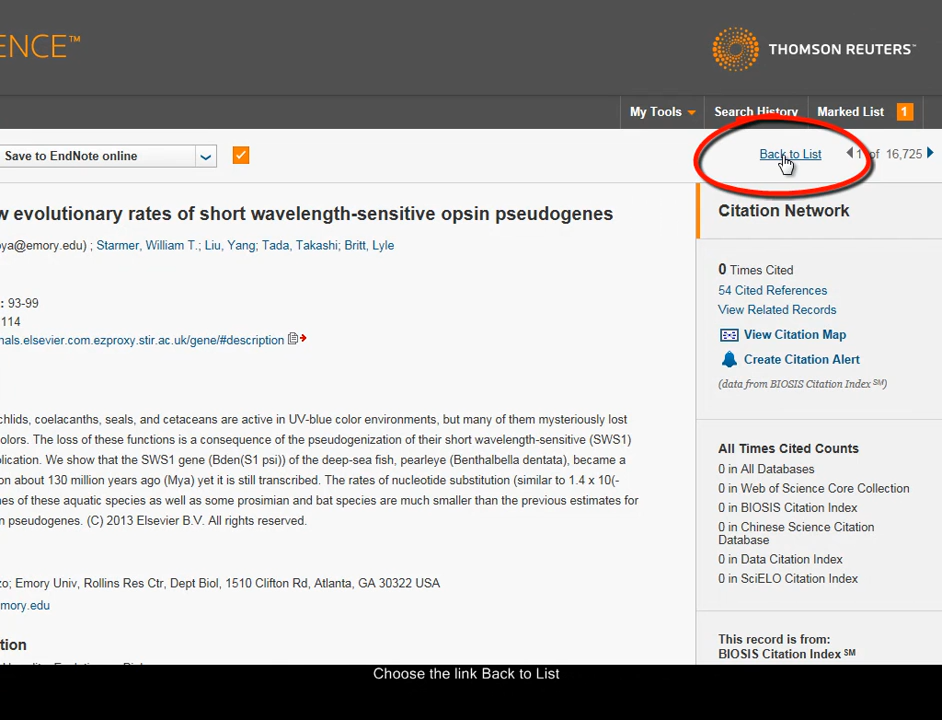 ENCE™
THOMSON REUTERS™
My Tools
Search History
Marked List 1
Save to EndNote online
Back to List
1 of 16,725
w evolutionary rates of short wavelength-sensitive opsin pseudogenes
Citation Network
oya@emory.edu) ; Starmer, William T.; Liu, Yang; Tada, Takashi; Britt, Lyle
0 Times Cited
54 Cited References
View Related Records
View Citation Map
Create Citation Alert
(data from BIOSIS Citation Index ℠)
: 93-99
114
nals.elsevier.com.ezproxy.stir.ac.uk/gene/#description
chlids, coelacanths, seals, and cetaceans are active in UV-blue color environments, but many of them mysteriously lost
olors. The loss of these functions is a consequence of the pseudogenization of their short wavelength-sensitive (SWS1)
plication. We show that the SWS1 gene (Bden(S1 psi)) of the deep-sea fish, pearleye (Benthalbella dentata), became a
on about 130 million years ago (Mya) yet it is still transcribed. The rates of nucleotide substitution (similar to 1.4 x 10(-
nes of these aquatic species as well as some prosimian and bat species are much smaller than the previous estimates for
n pseudogenes. (C) 2013 Elsevier B.V. All rights reserved.
All Times Cited Counts
0 in All Databases
0 in Web of Science Core Collection
0 in BIOSIS Citation Index
0 in Chinese Science Citation
Database
0 in Data Citation Index
0 in SciELO Citation Index
zo; Emory Univ, Rollins Res Ctr, Dept Biol, 1510 Clifton Rd, Atlanta, GA 30322 USA
emory.edu
tion
This record is from:
BIOSIS Citation Index ℠
Choose the link Back to List